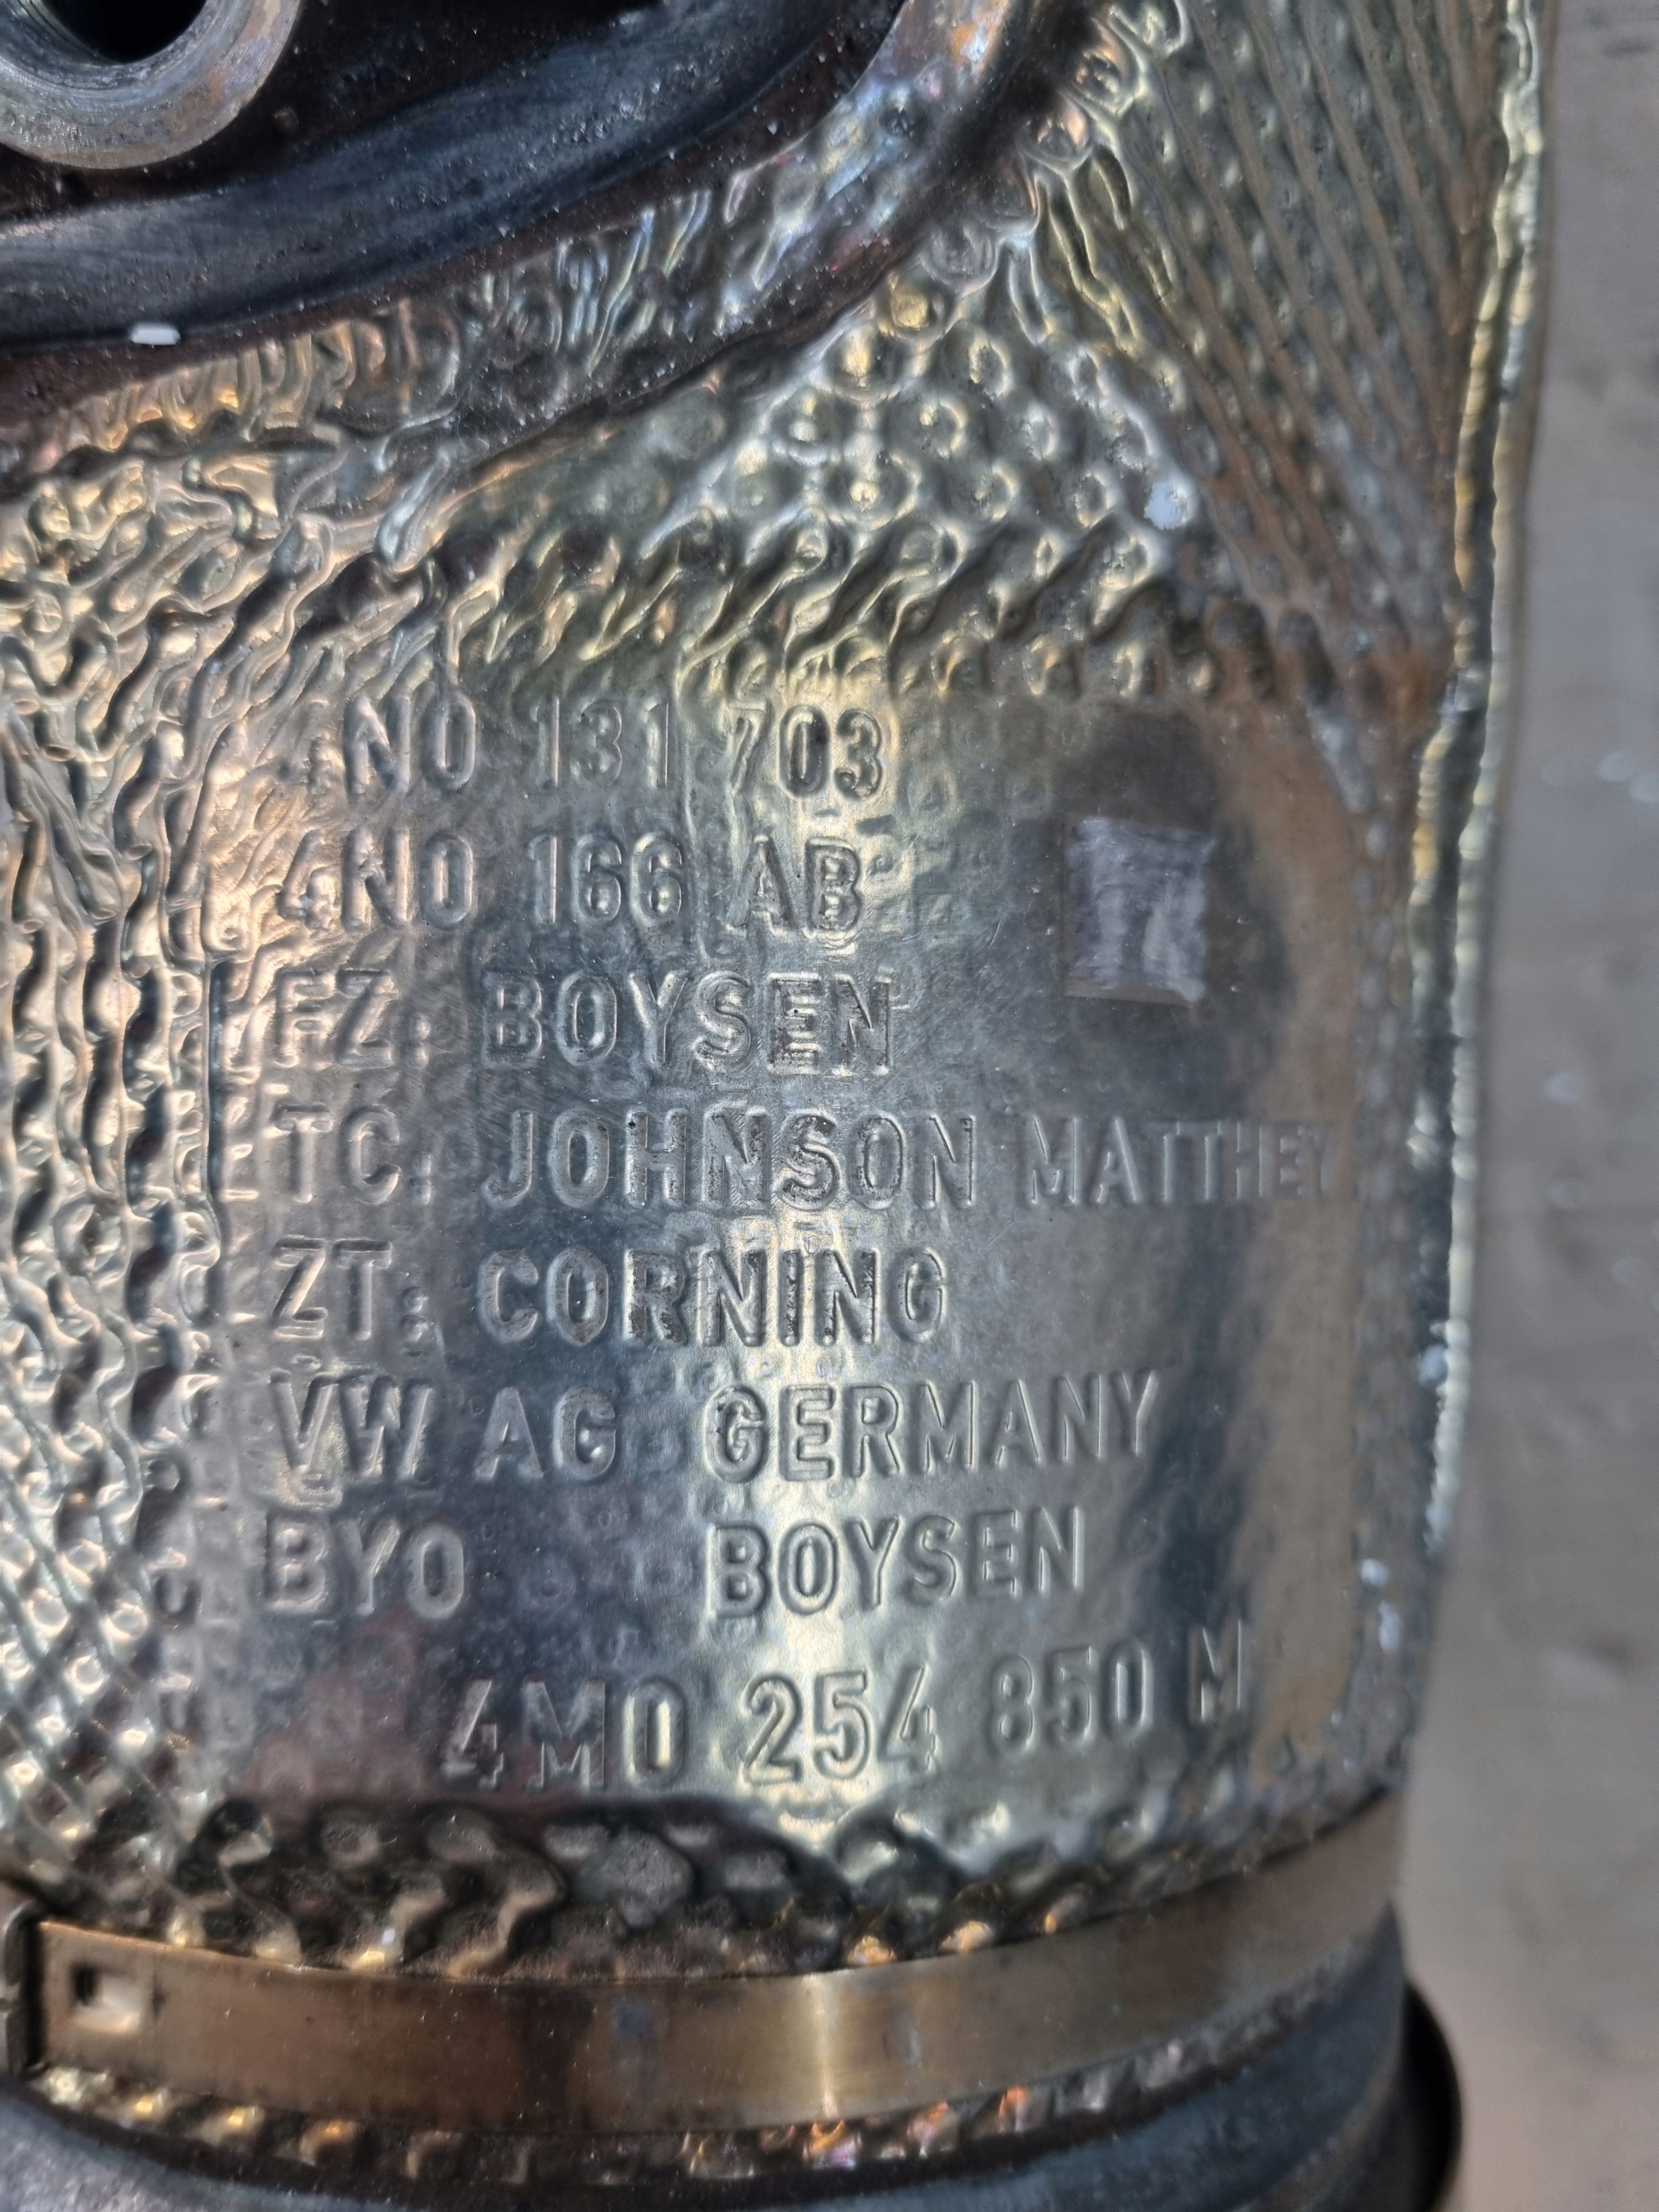 4N0 131 703
4N0 166 AB
FZ: BOYSEN
TC: JOHNSON MATTHEY
ZT: CORNING
VW AG GERMANY
BYO BOYSEN
4M0 254 850 M